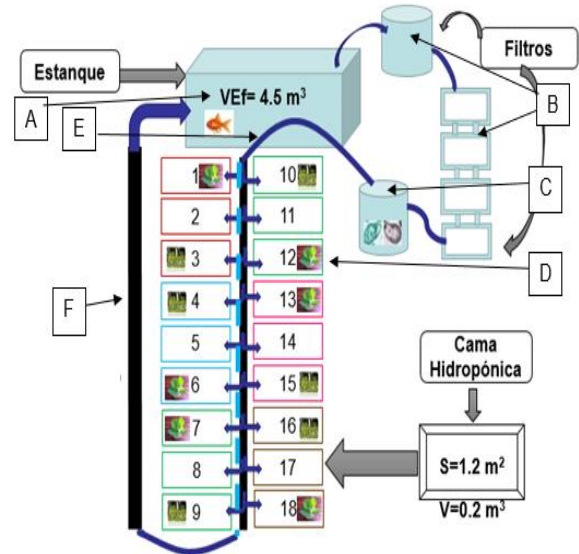 Estanque
Filtros
VEf= 4.5 m³
A
E
B
C
D
F
1
10
2
11
3
12
4
13
5
14
6
15
7
16
8
17
9
18
Cama
Hidropónica
S=1.2 m²
V=0.2 m³